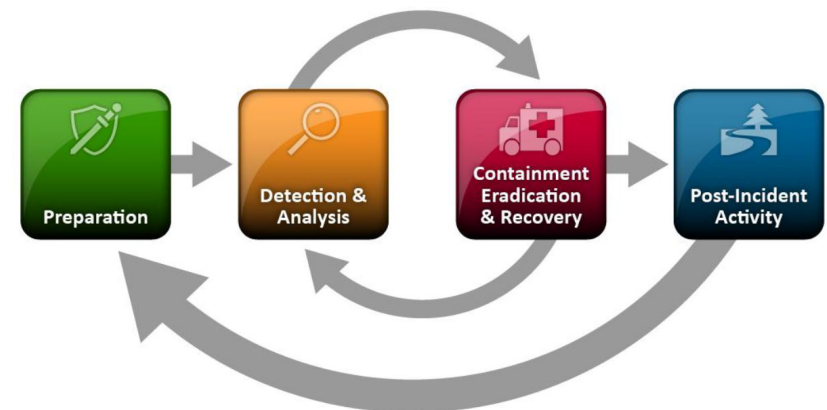 Preparation
Detection &
Analysis
Containment
Eradication
& Recovery
Post-Incident
Activity